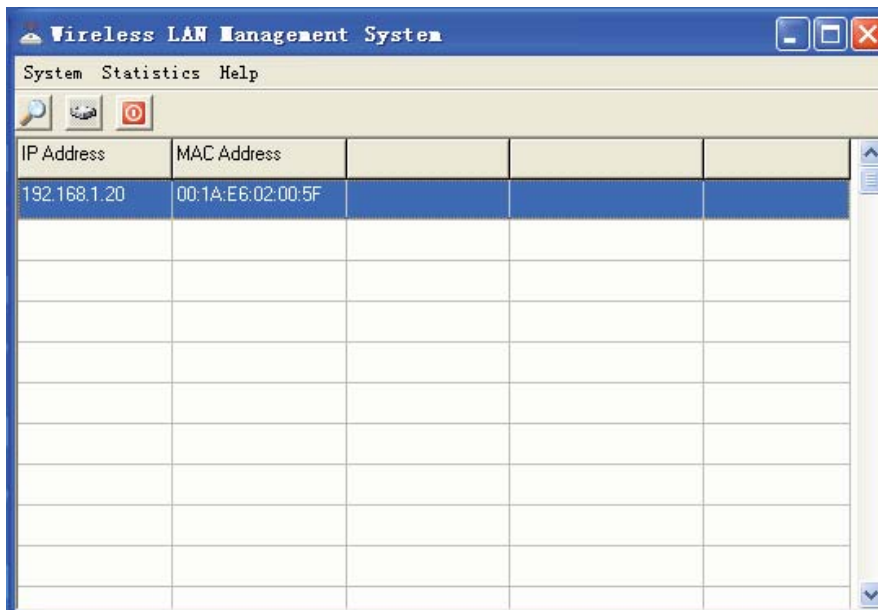 Wireless LAN Management System
System Statistics Help
IP Address MAC Address
192.168.1.20 00:1A:E6:02:00:5F